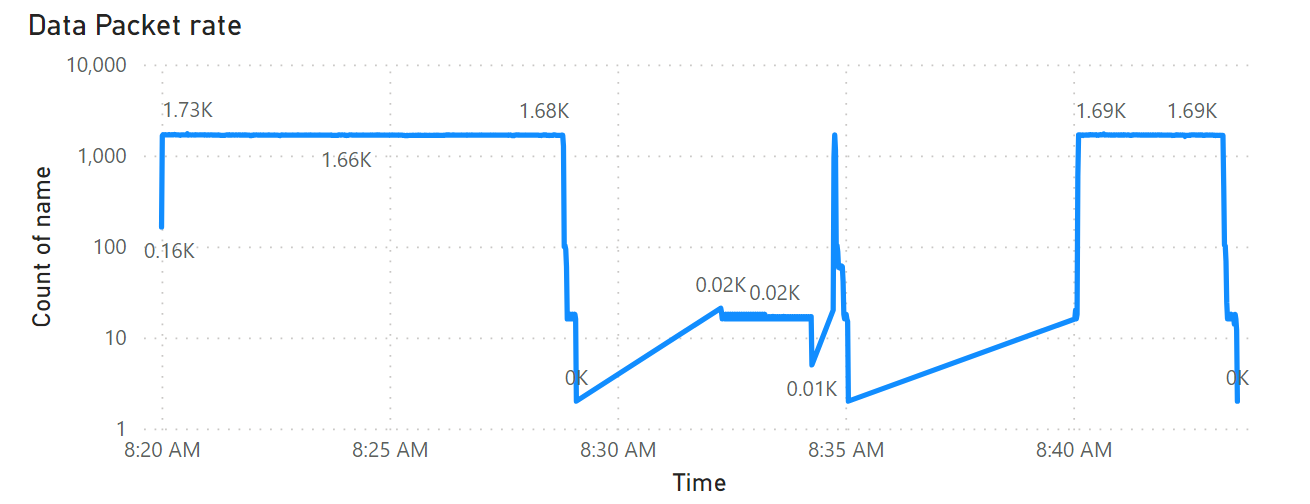 Data Packet rate
10,000
1.73K
1.68K
1.69K
1.69K
1,000
1.66K
Count of name
100
0.16K
0.02K
0.02K
10
0K
0.01K
0K
1
8:20 AM
8:25 AM
8:30 AM
8:35 AM
8:40 AM
Time